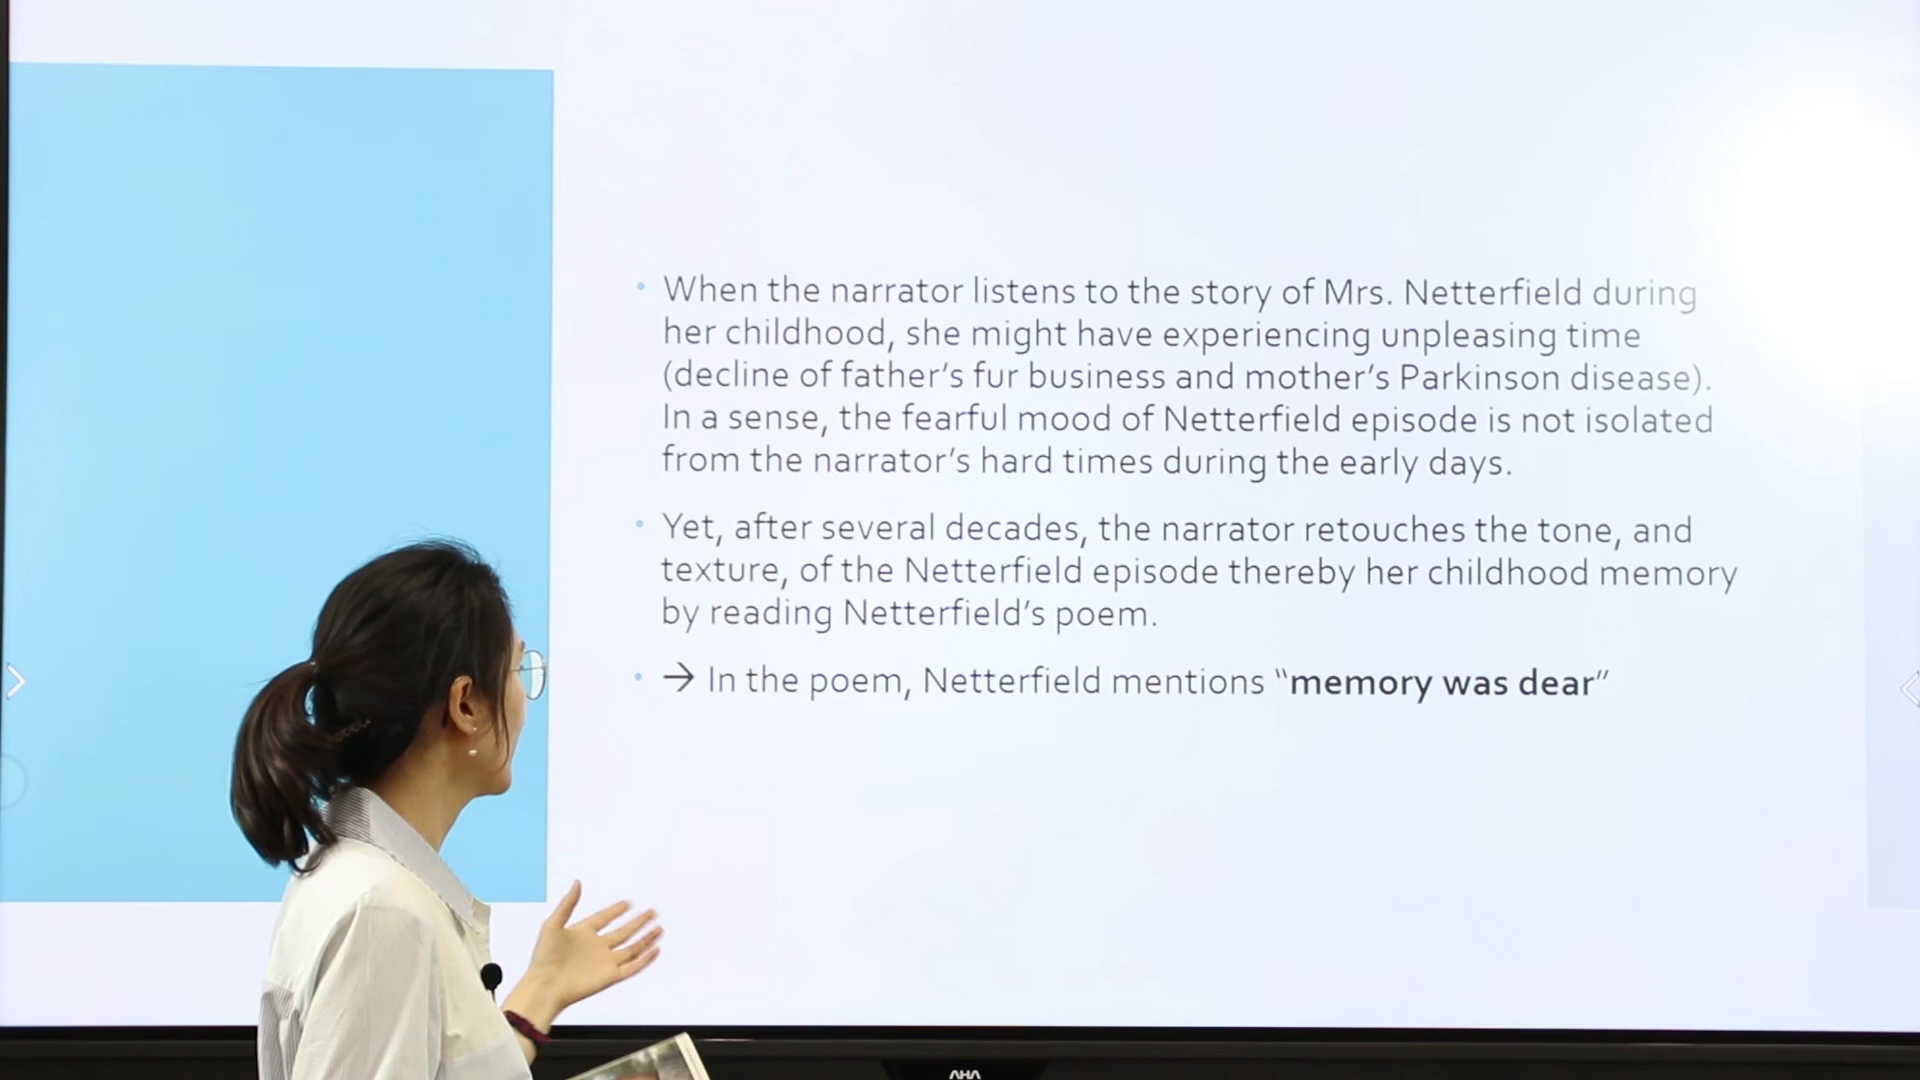 • When the narrator listens to the story of Mrs. Netterfield during
her childhood, she might have experiencing unpleasing time
(decline of father's fur business and mother's Parkinson disease).
In a sense, the fearful mood of Netterfield episode is not isolated
from the narrator's hard times during the early days.
• Yet, after several decades, the narrator retouches the tone, and
texture, of the Netterfield episode thereby her childhood memory
by reading Netterfield's poem.
• → In the poem, Netterfield mentions “memory was dear”
AHA